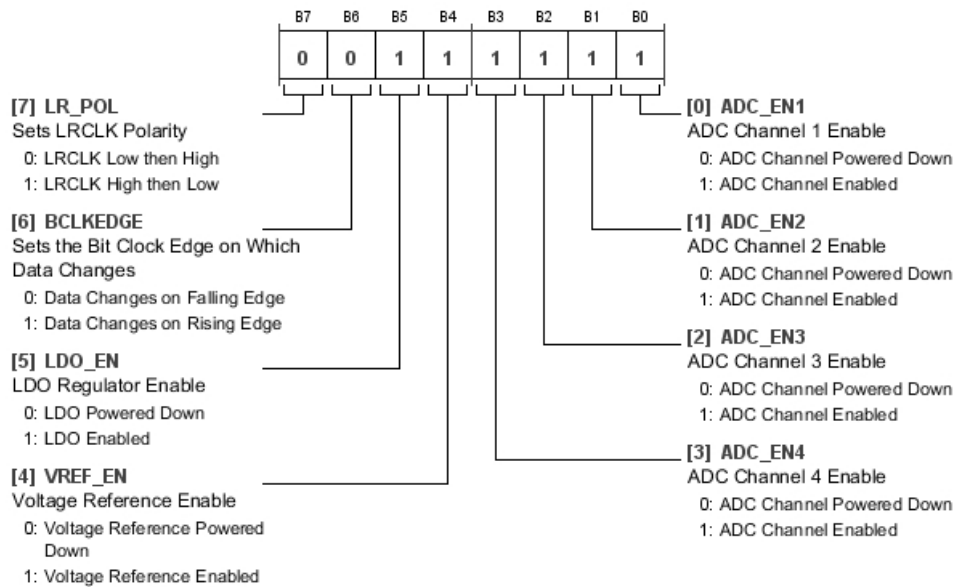 B7 B6 B5 B4 B3 B2 B1 B0
0 0 1 1 1 1 1 1
[7] LR_POL
Sets LRCLK Polarity
0: LRCLK Low then High
1: LRCLK High then Low
[6] BCLKEDGE
Sets the Bit Clock Edge on Which
Data Changes
0: Data Changes on Falling Edge
1: Data Changes on Rising Edge
[5] LDO_EN
LDO Regulator Enable
0: LDO Powered Down
1: LDO Enabled
[4] VREF_EN
Voltage Reference Enable
0: Voltage Reference Powered
Down
1: Voltage Reference Enabled
[0] ADC_EN1
ADC Channel 1 Enable
0: ADC Channel Powered Down
1: ADC Channel Enabled
[1] ADC_EN2
ADC Channel 2 Enable
0: ADC Channel Powered Down
1: ADC Channel Enabled
[2] ADC_EN3
ADC Channel 3 Enable
0: ADC Channel Powered Down
1: ADC Channel Enabled
[3] ADC_EN4
ADC Channel 4 Enable
0: ADC Channel Powered Down
1: ADC Channel Enabled